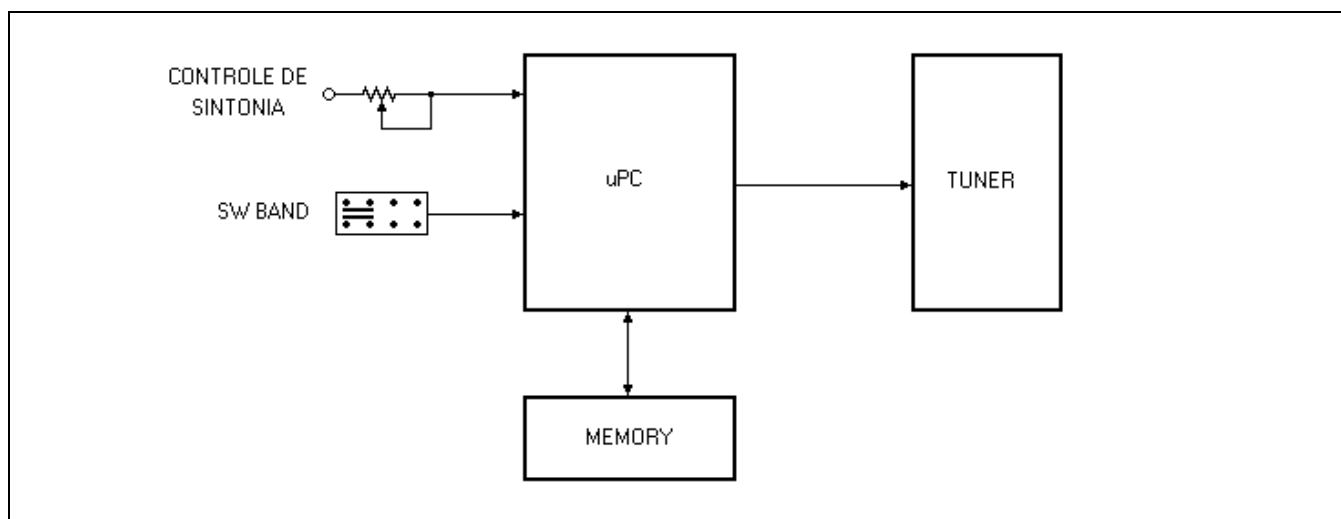 CONTROLE DE
SINTONIA
SW BAND
uPC
TUNER
MEMORY